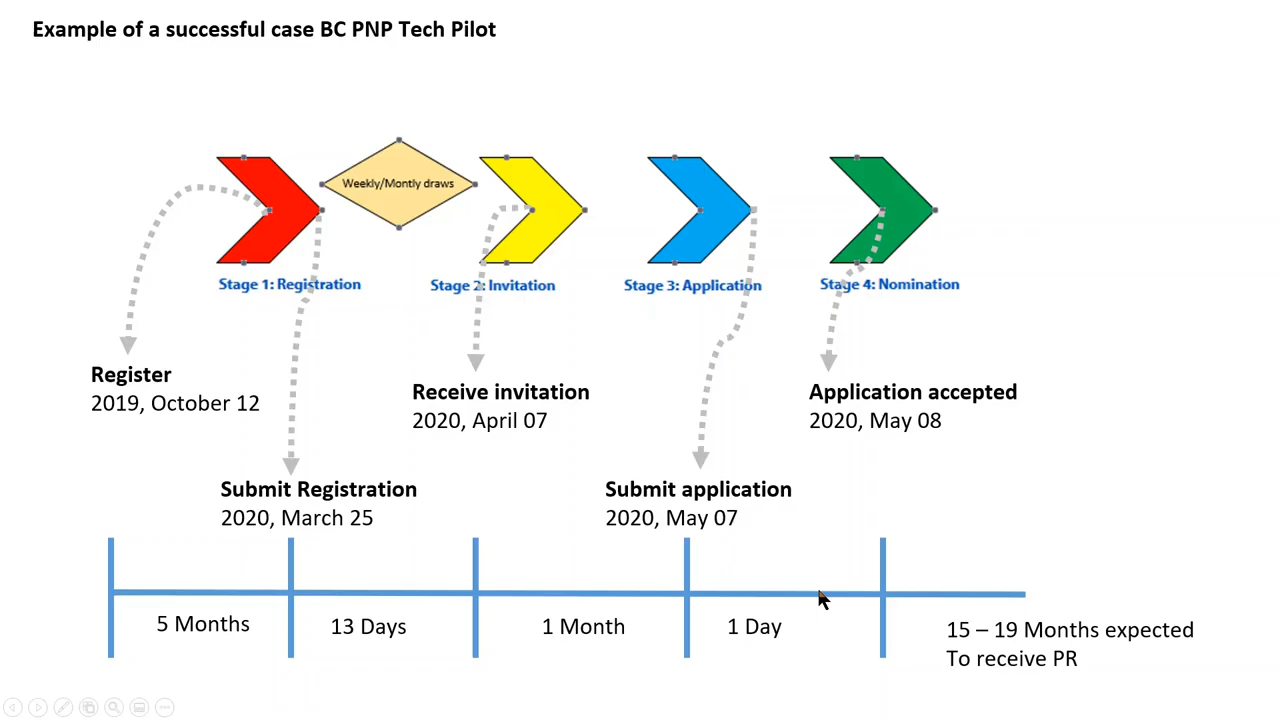 Example of a successful case BC PNP Tech Pilot
Weekly/Montly draws
Stage 1: Registration
Stage 2: Invitation
Stage 3: Application
Stage 4: Nomination
Register
2019, October 12
Receive invitation
2020, April 07
Application accepted
2020, May 08
Submit Registration
2020, March 25
Submit application
2020, May 07
5 Months
13 Days
1 Month
1 Day
15 – 19 Months expected
To receive PR